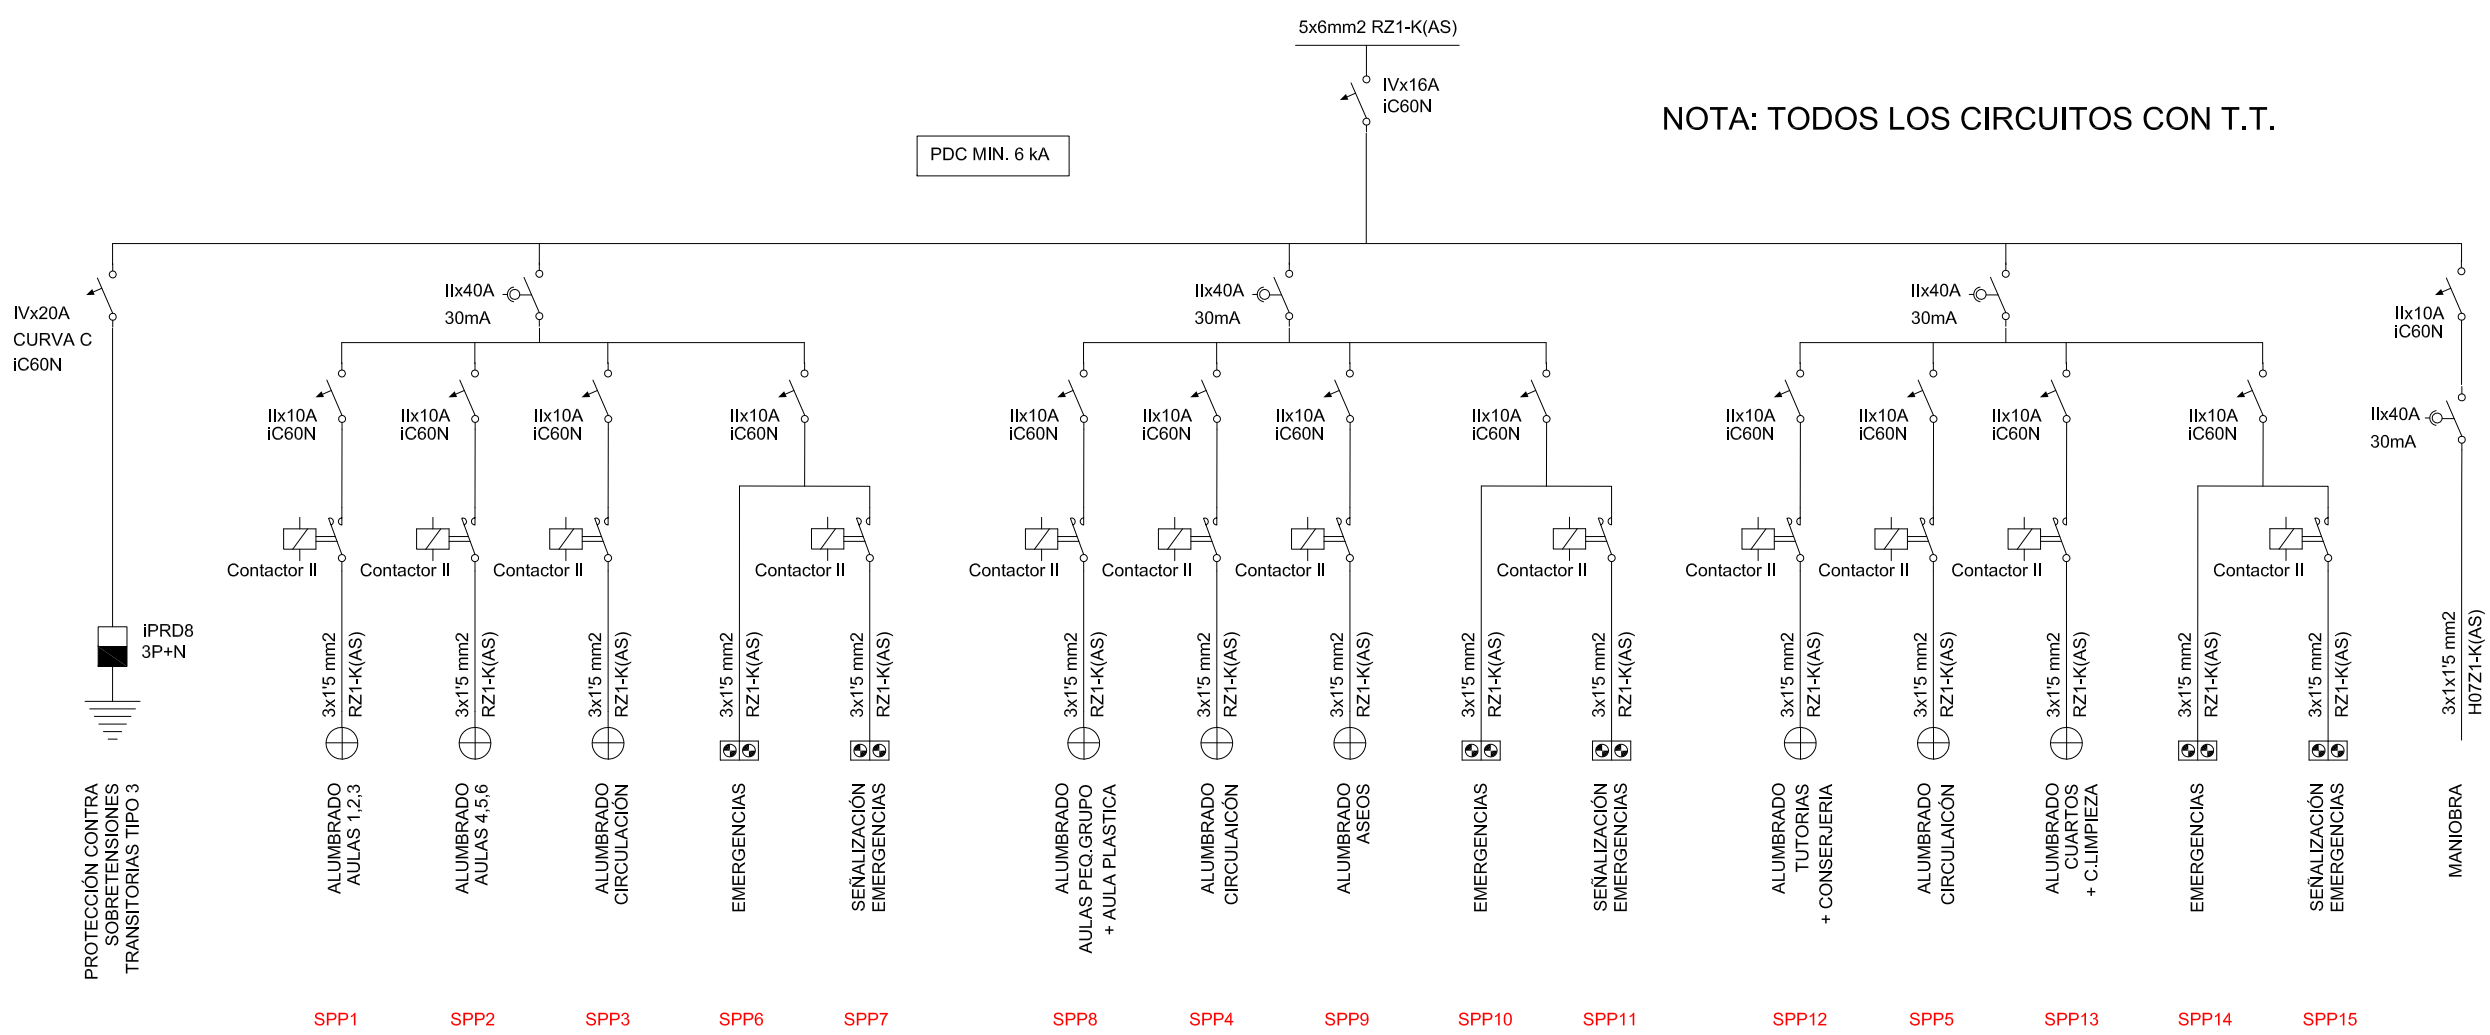 5x6mm2 RZ1-K(AS)
IVx16A
iC60N
NOTA: TODOS LOS CIRCUITOS CON T.T.
PDC MIN. 6 kA
IVx20A
CURVA C
iC60N
IIx40A
30mA
IIx40A
30mA
IIx40A
30mA
IIx10A
iC60N
IIx40A
30mA
IIx10A
iC60N
IIx10A
iC60N
IIx10A
iC60N
IIx10A
iC60N
IIx10A
iC60N
IIx10A
iC60N
IIx10A
iC60N
IIx10A
iC60N
IIx10A
iC60N
IIx10A
iC60N
IIx10A
iC60N
IIx10A
iC60N
Contactor II
Contactor II
Contactor II
Contactor II
Contactor II
Contactor II
Contactor II
Contactor II
Contactor II
Contactor II
Contactor II
Contactor II
iPRD8
3P+N
3x1'5 mm2
RZ1-K(AS)
3x1'5 mm2
RZ1-K(AS)
3x1'5 mm2
RZ1-K(AS)
3x1'5 mm2
RZ1-K(AS)
3x1'5 mm2
RZ1-K(AS)
3x1'5 mm2
RZ1-K(AS)
3x1'5 mm2
RZ1-K(AS)
3x1'5 mm2
RZ1-K(AS)
3x1'5 mm2
RZ1-K(AS)
3x1'5 mm2
RZ1-K(AS)
3x1'5 mm2
RZ1-K(AS)
3x1'5 mm2
RZ1-K(AS)
3x1'5 mm2
RZ1-K(AS)
3x1'5 mm2
RZ1-K(AS)
3x1'5 mm2
RZ1-K(AS)
3x1x1'5 mm2
H07Z1-K(AS)
PROTECCIÓN CONTRA
SOBRETENSIONES
TRANSITORIAS TIPO 3
ALUMBRADO
AULAS 1,2,3
ALUMBRADO
AULAS 4,5,6
ALUMBRADO
CIRCULACIÓN
EMERGENCIAS
SEÑALIZACIÓN
EMERGENCIAS
ALUMBRADO
AULAS PEQ.GRUPO
+ AULA PLASTICA
ALUMBRADO
CIRCULAICÓN
ALUMBRADO
ASEOS
EMERGENCIAS
SEÑALIZACIÓN
EMERGENCIAS
ALUMBRADO
TUTORIAS
+ CONSERJERIA
ALUMBRADO
CIRCULAICÓN
ALUMBRADO
CUARTOS
+ C.LIMPIEZA
EMERGENCIAS
SEÑALIZACIÓN
EMERGENCIAS
MANIOBRA
SPP1
SPP2
SPP3
SPP6
SPP7
SPP8
SPP4
SPP9
SPP10
SPP11
SPP12
SPP5
SPP13
SPP14
SPP15